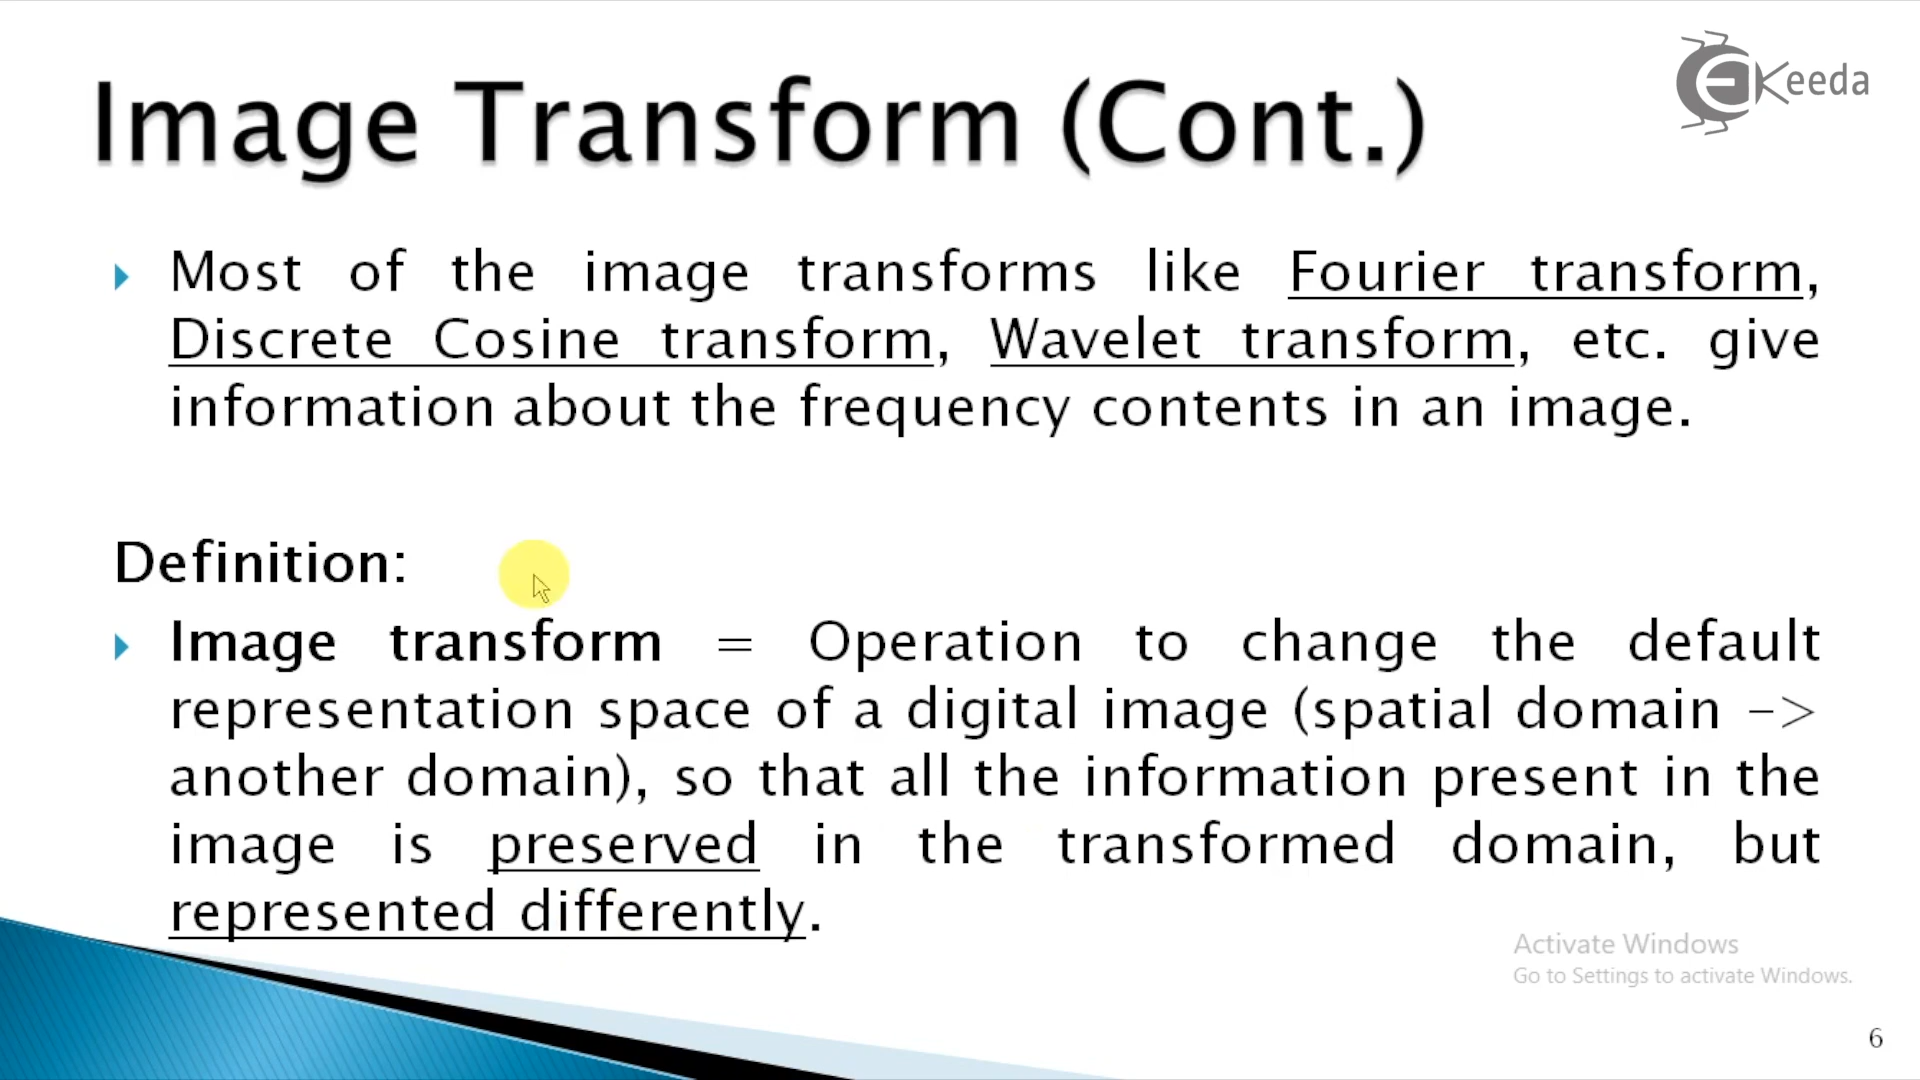 Image Transform (Cont.)
EKeeda
Most of the image transforms like Fourier transform,
Discrete Cosine transform, Wavelet transform, etc. give
information about the frequency contents in an image.
Definition:
Image transform = Operation to change the default
representation space of a digital image (spatial domain ->
another domain), so that all the information present in the
image is preserved in the transformed domain, but
represented differently.
Activate Windows
Go to Settings to activate Windows.
6